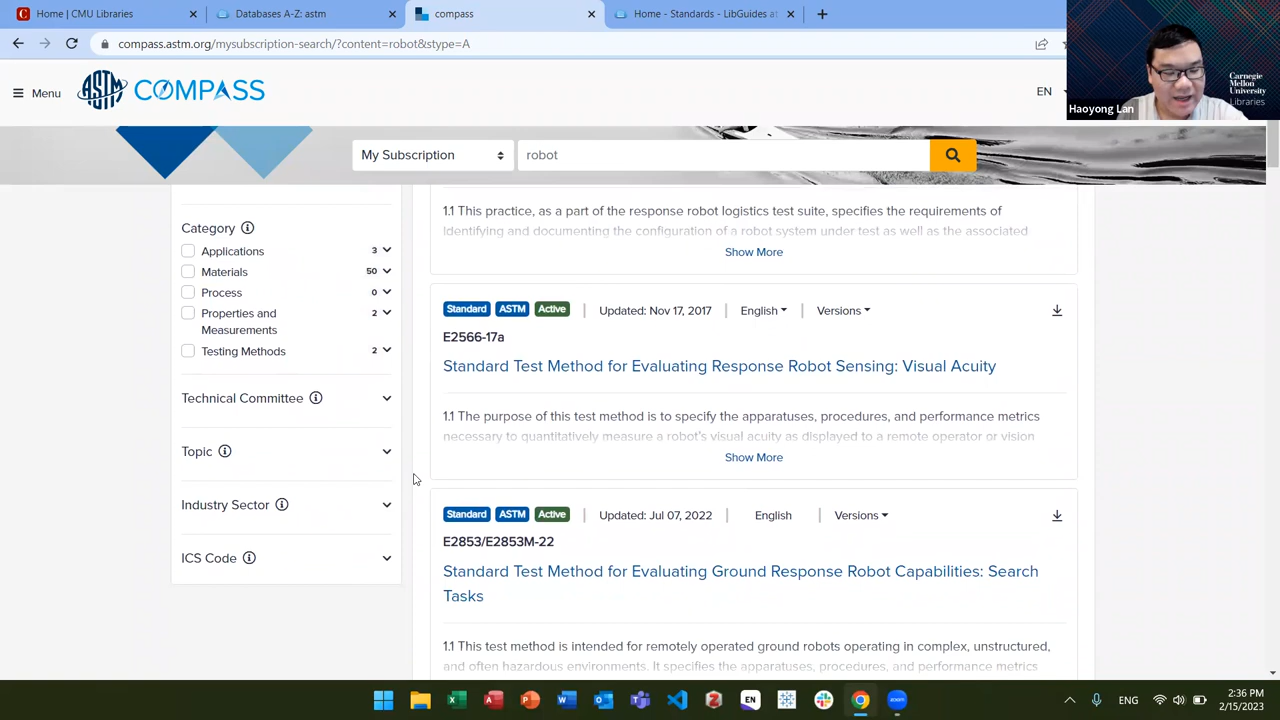 Home | CMU Libraries
Databases A-Z: astm
compass
Home - Standards - LibGuides at
compass.astm.org/mysubscription-search/?content=robot&stype=A
Carnegie
Mellon
University
Libraries
Haoyong Lan
Menu
ASTM
COMPASS
EN
My Subscription
robot
Category
Applications 3
Materials 50
Process 0
Properties and
Measurements 2
Testing Methods 2
Technical Committee
Topic
Industry Sector
ICS Code
1.1 This practice, as a part of the response robot logistics test suite, specifies the requirements of
identifying and documenting the configuration of a robot system under test as well as the associated
Show More
Standard ASTM Active | Updated: Nov 17, 2017 | English | Versions
E2566-17a
Standard Test Method for Evaluating Response Robot Sensing: Visual Acuity
1.1 The purpose of this test method is to specify the apparatuses, procedures, and performance metrics
necessary to quantitatively measure a robot's visual acuity as displayed to a remote operator or vision
Show More
Standard ASTM Active | Updated: Jul 07, 2022 | English | Versions
E2853/E2853M-22
Standard Test Method for Evaluating Ground Response Robot Capabilities: Search
Tasks
1.1 This test method is intended for remotely operated ground robots operating in complex, unstructured,
and often hazardous environments. It specifies the apparatuses, procedures, and performance metrics
EN
ENG
2:36 PM
2/15/2023